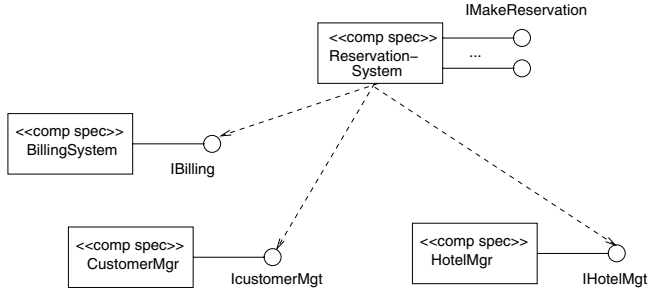 IMakeReservation
<<comp spec>>
Reservation–
System
...
<<comp spec>>
BillingSystem
IBilling
<<comp spec>>
CustomerMgr
IcustomerMgt
<<comp spec>>
HotelMgr
IHotelMgt